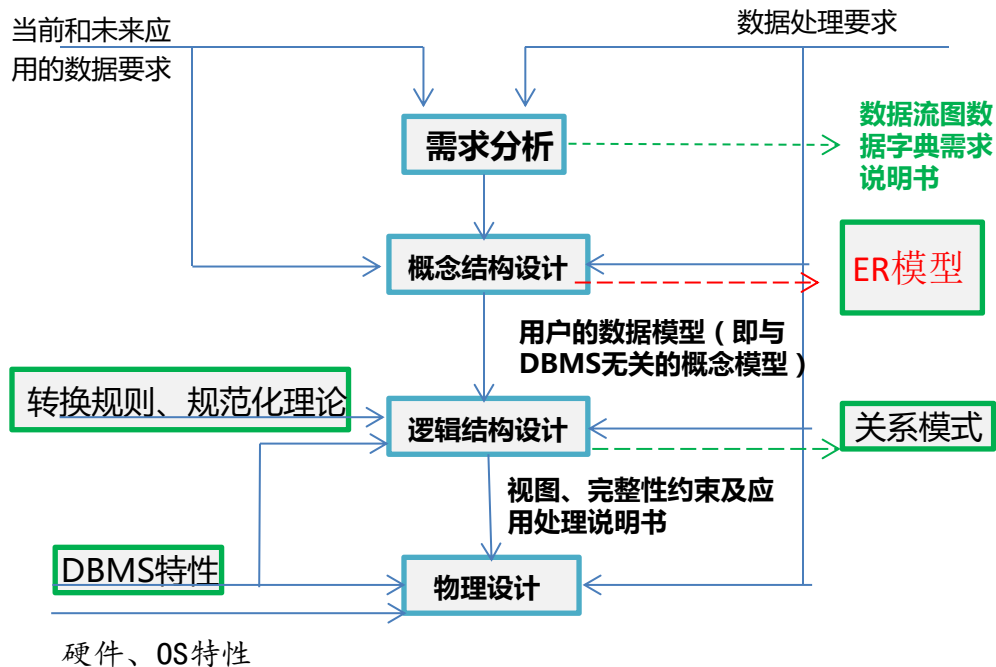 当前和未来应
用的数据要求
数据处理要求
需求分析
数据流图数
据字典需求
说明书
概念结构设计
ER模型
用户的数据模型（即与
DBMS无关的概念模型）
转换规则、规范化理论
逻辑结构设计
关系模式
视图、完整性约束及应
用处理说明书
DBMS特性
物理设计
硬件、OS特性